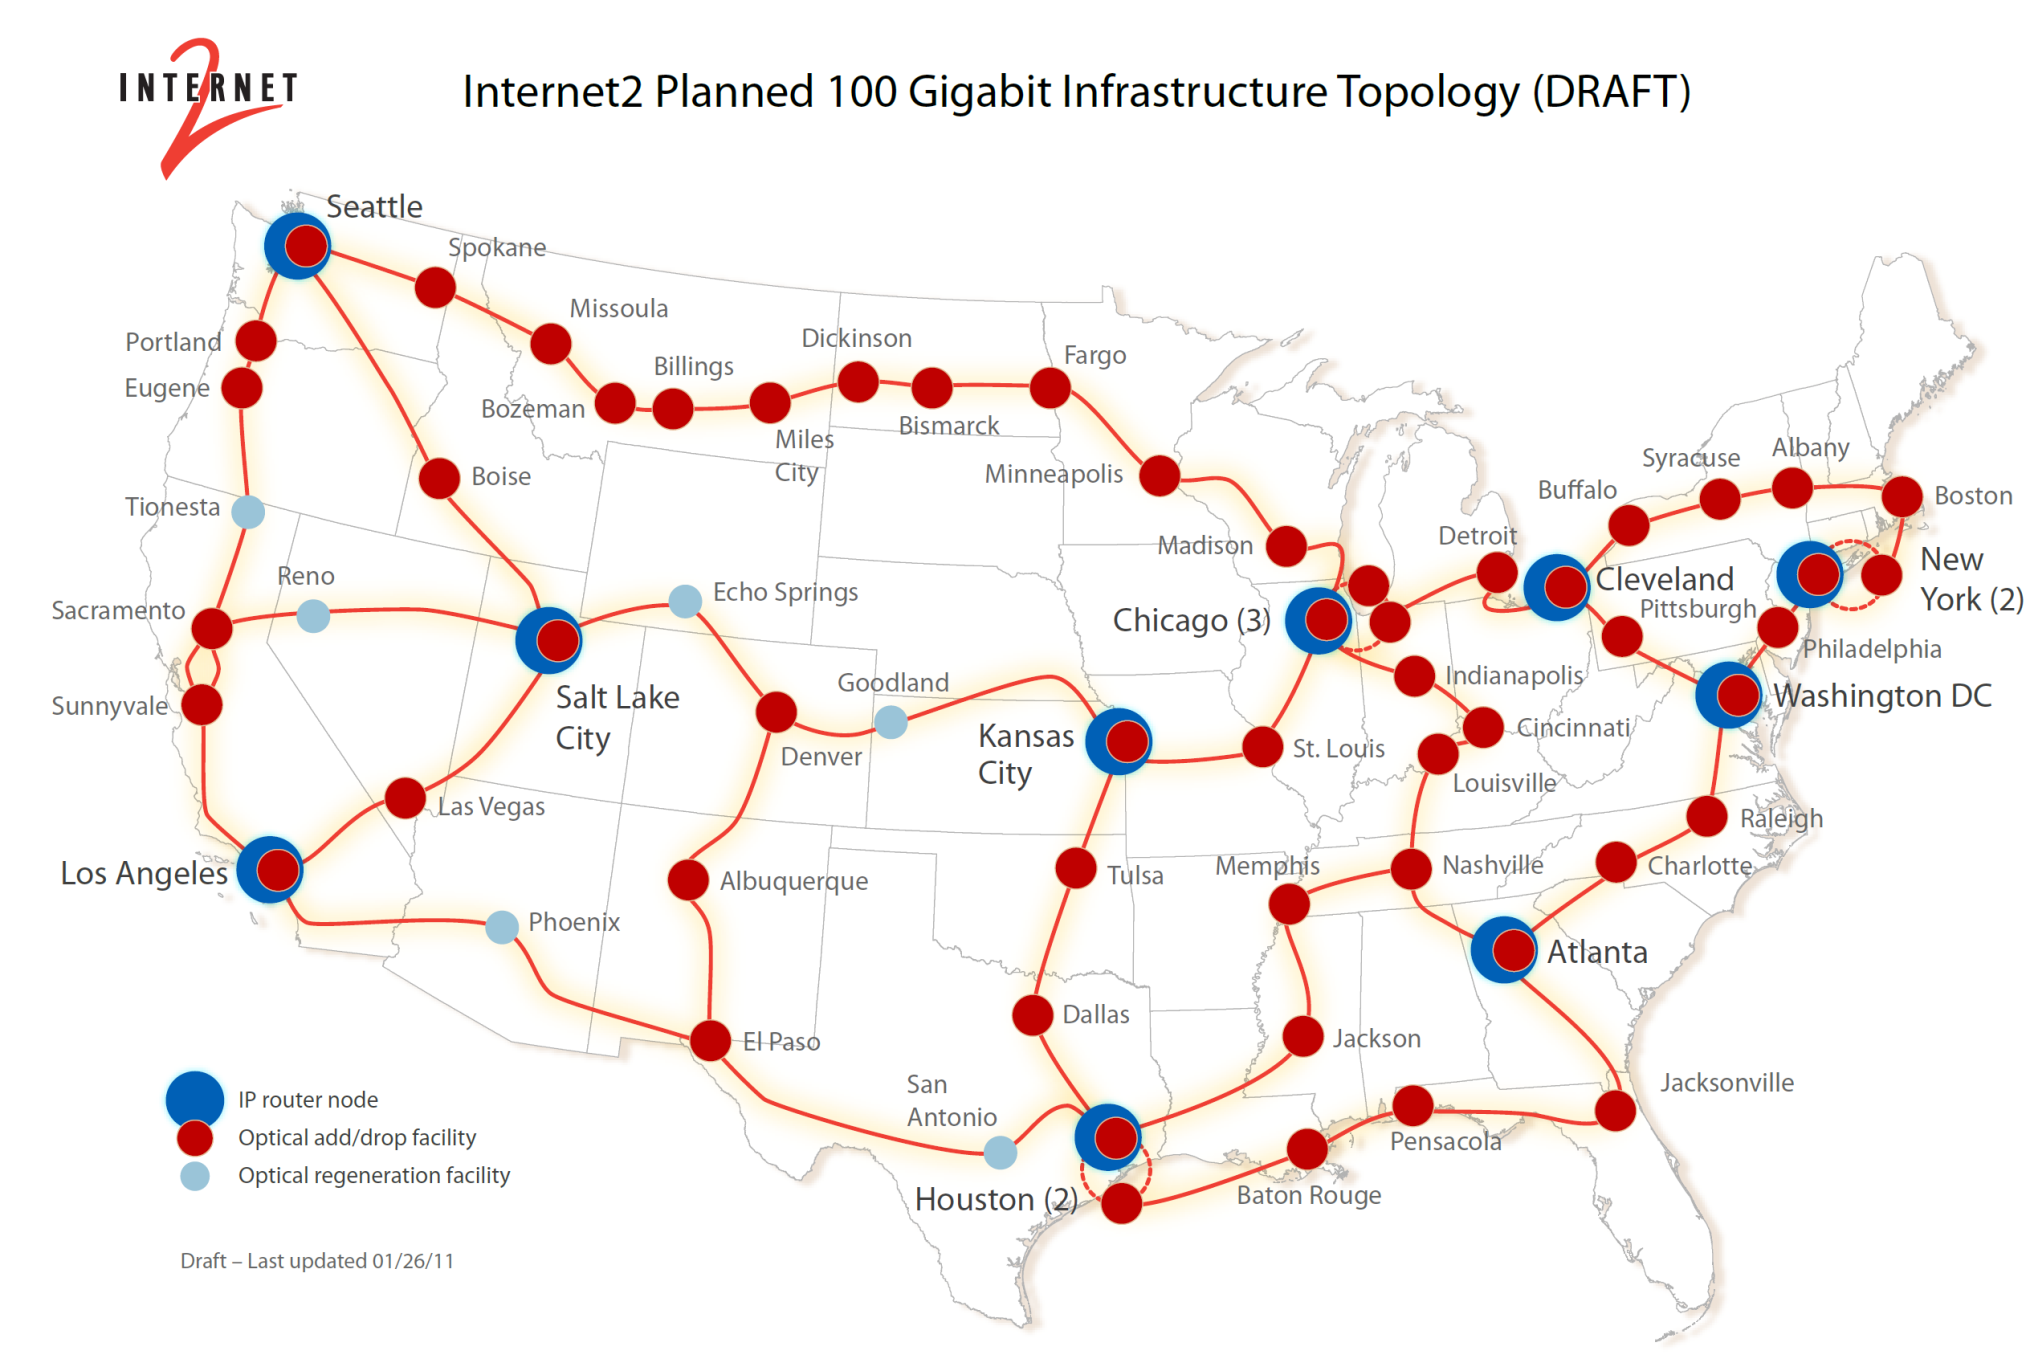 INTERNET
2
Internet2 Planned 100 Gigabit Infrastructure Topology (DRAFT)
Seattle
Spokane
Missoula
Portland
Dickinson
Fargo
Billings
Eugene
Bozeman
Bismarck
Miles
City
Minneapolis
Boise
Syracuse
Albany
Buffalo
Boston
Tionesta
Madison
Detroit
New
York (2)
Reno
Echo Springs
Cleveland
Sacramento
Chicago (3)
Pittsburgh
Philadelphia
Indianapolis
Goodland
Sunnyvale
Salt Lake
City
Washington DC
Kansas
City
Cincinnati
St. Louis
Denver
Louisville
Las Vegas
Raleigh
Los Angeles
Albuquerque
Tulsa
Memphis
Nashville
Charlotte
Phoenix
Atlanta
Dallas
El Paso
Jackson
San
Antonio
Jacksonville
Pensacola
Houston (2)
Baton Rouge
IP router node
Optical add/drop facility
Optical regeneration facility
Draft – Last updated 01/26/11